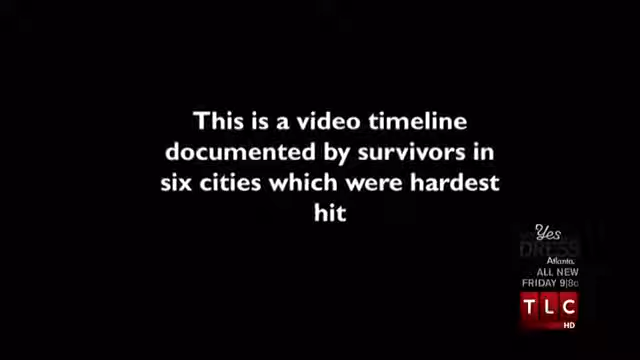 This is a video timeline
documented by survivors in
six cities which were hardest
hit
Yes
DRESS
Atlanta.
ALL NEW
FRIDAY 9|8c
TLC
HD